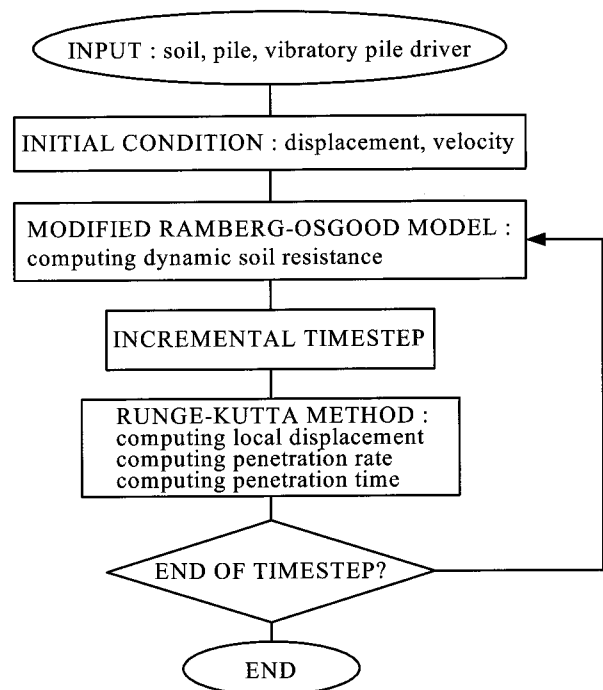 INPUT : soil, pile, vibratory pile driver
INITIAL CONDITION : displacement, velocity
MODIFIED RAMBERG-OSGOOD MODEL :
computing dynamic soil resistance
INCREMENTAL TIMESTEP
RUNGE-KUTTA METHOD :
computing local displacement
computing penetration rate
computing penetration time
END OF TIMESTEP?
END